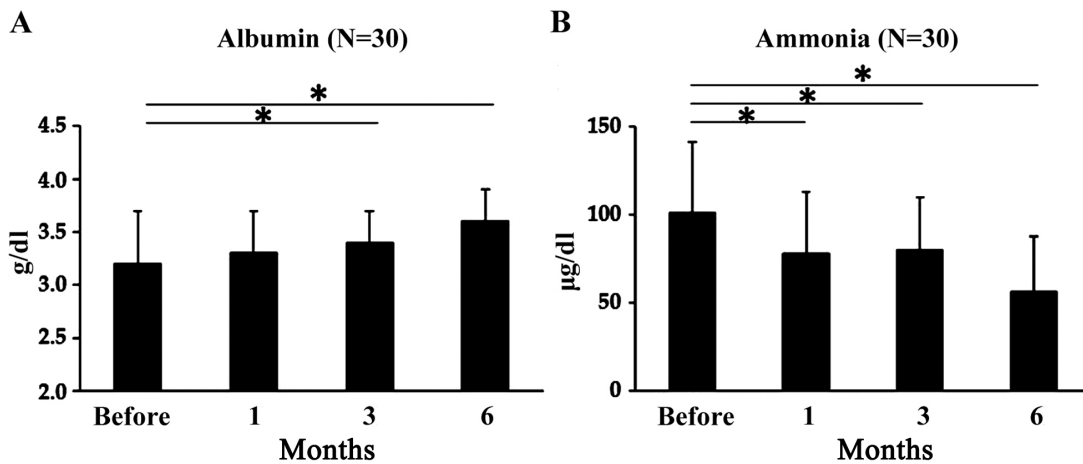 A
Albumin (N=30)
*
*
g/dl
4.5
4.0
3.5
3.0
2.5
2.0
Before 1 3 6
Months
B
Ammonia (N=30)
*
*
*
µg/dl
150
100
50
0
Before 1 3 6
Months